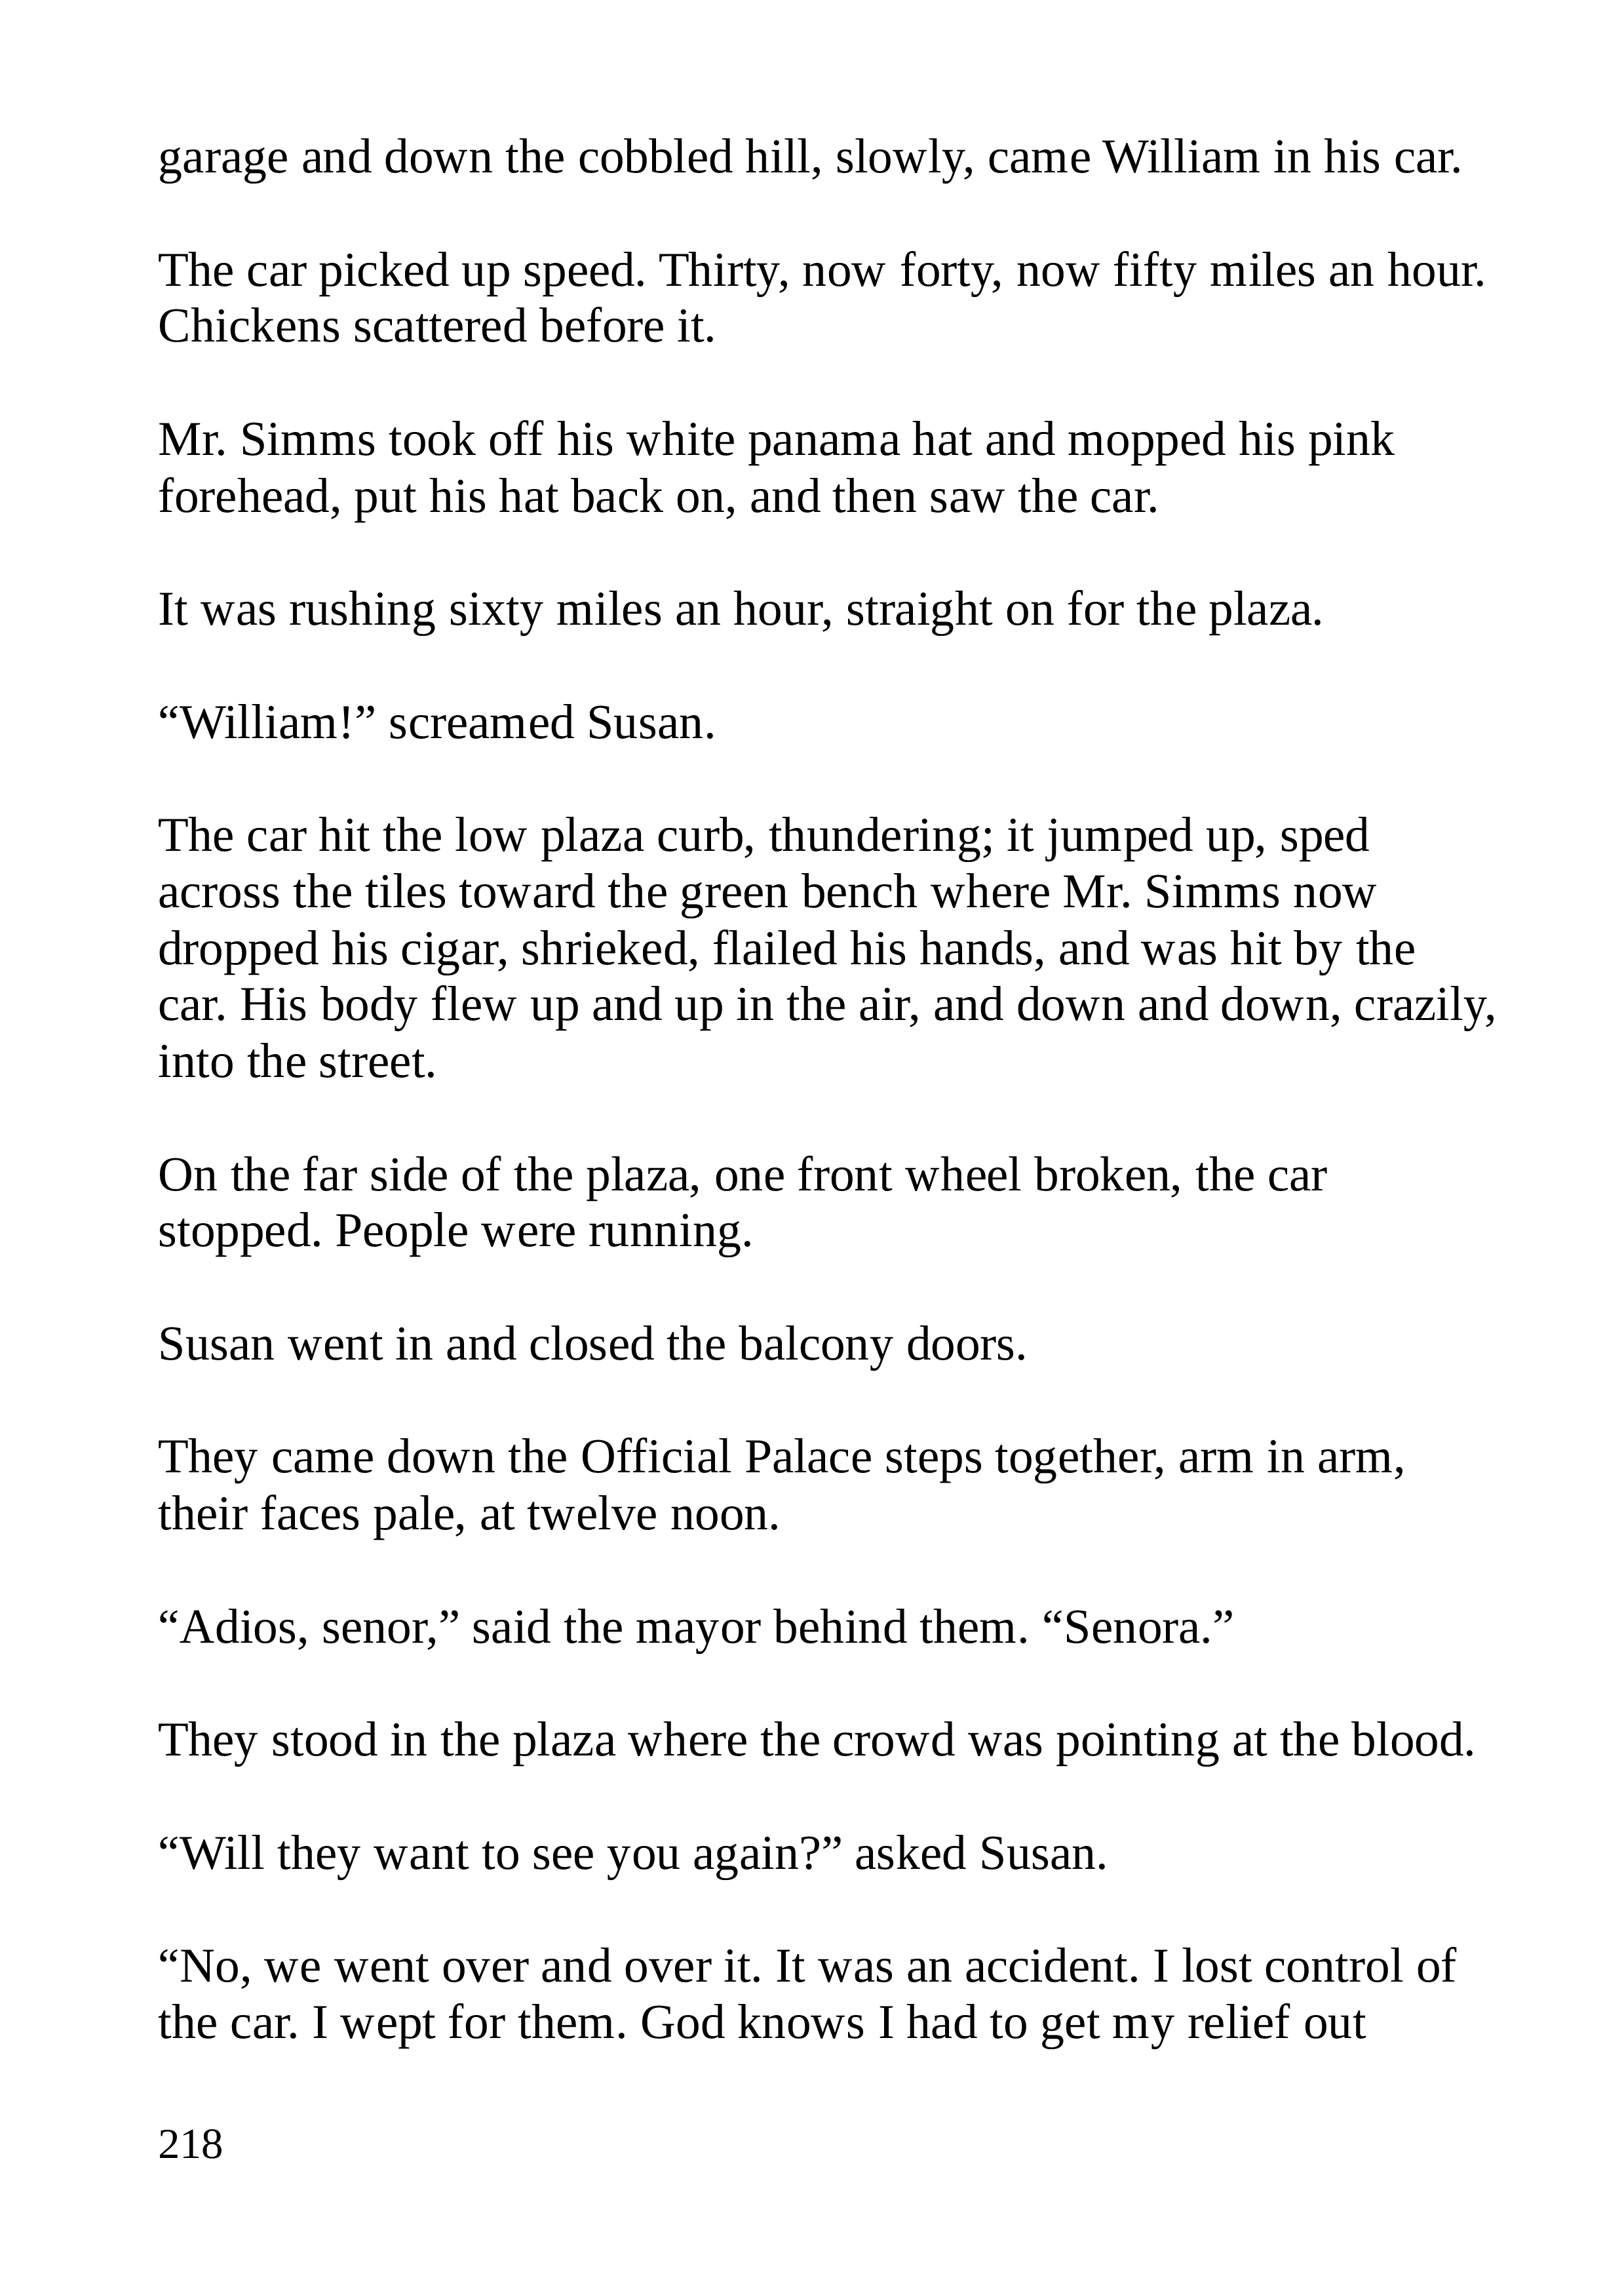 garage and down the cobbled hill, slowly, came William in his car.
The car picked up speed. Thirty, now forty, now fifty miles an hour.
Chickens scattered before it.
Mr. Simms took off his white panama hat and mopped his pink
forehead, put his hat back on, and then saw the car.
It was rushing sixty miles an hour, straight on for the plaza.
“William!” screamed Susan.
The car hit the low plaza curb, thundering; it jumped up, sped
across the tiles toward the green bench where Mr. Simms now
dropped his cigar, shrieked, flailed his hands, and was hit by the
car. His body flew up and up in the air, and down and down, crazily,
into the street.
On the far side of the plaza, one front wheel broken, the car
stopped. People were running.
Susan went in and closed the balcony doors.
They came down the Official Palace steps together, arm in arm,
their faces pale, at twelve noon.
“Adios, senor,” said the mayor behind them. “Senora.”
They stood in the plaza where the crowd was pointing at the blood.
“Will they want to see you again?” asked Susan.
“No, we went over and over it. It was an accident. I lost control of
the car. I wept for them. God knows I had to get my relief out
218